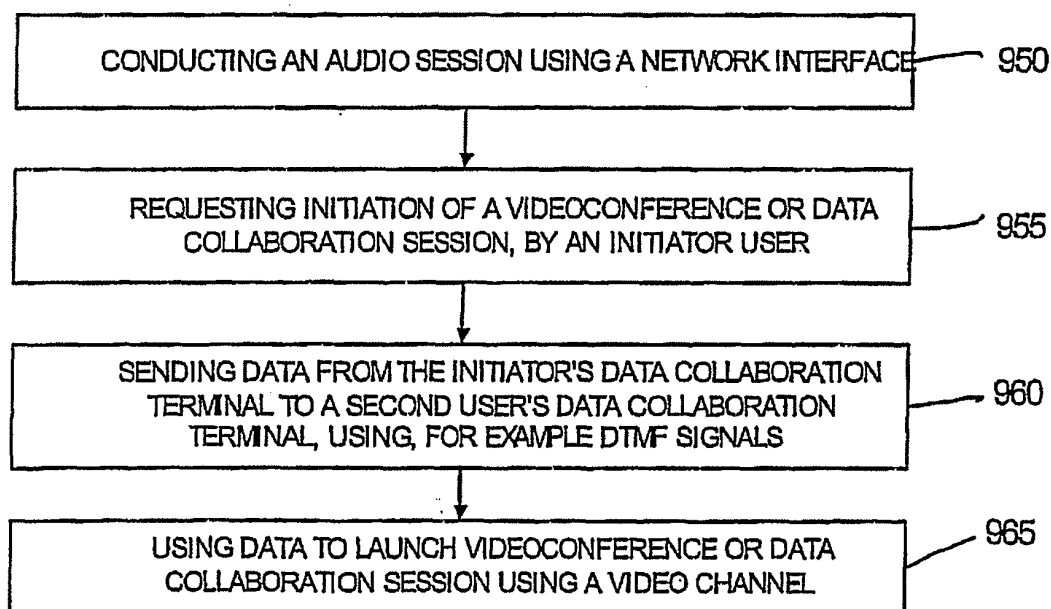 CONDUCTING AN AUDIO SESSION USING A NETWORK INTERFACE
950
REQUESTING INITIATION OF A VIDEOCONFERENCE OR DATA
COLLABORATION SESSION, BY AN INITIATOR USER
955
SENDING DATA FROM THE INITIATOR'S DATA COLLABORATION
TERMINAL TO A SECOND USER'S DATA COLLABORATION
TERMINAL, USING, FOR EXAMPLE DTMF SIGNALS
960
USING DATA TO LAUNCH VIDEOCONFERENCE OR DATA
COLLABORATION SESSION USING A VIDEO CHANNEL
965